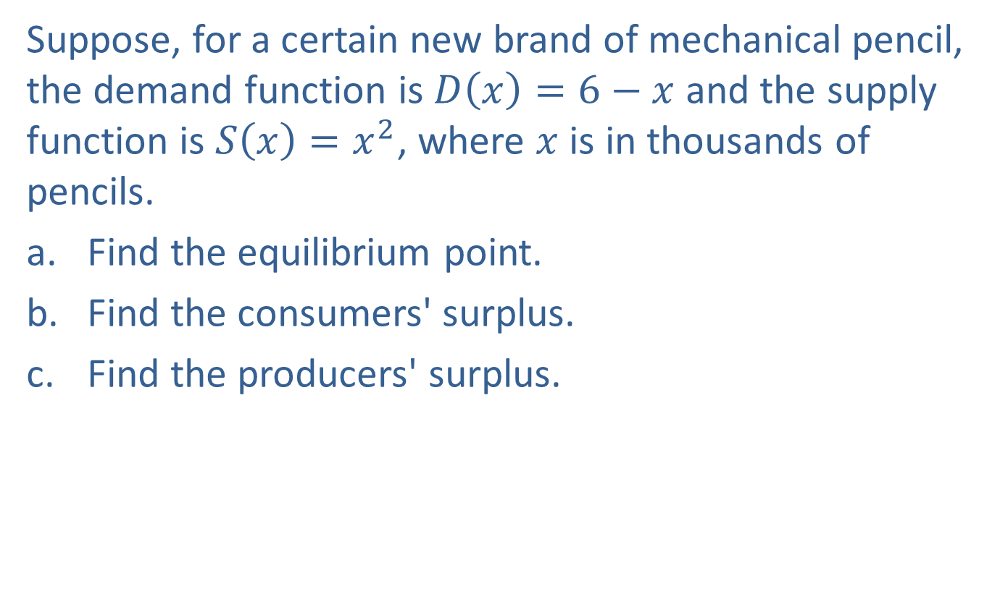 Suppose, for a certain new brand of mechanical pencil,
the demand function is 𝐷(𝑥) = 6 − 𝑥 and the supply
function is 𝑆(𝑥) = 𝑥², where 𝑥 is in thousands of
pencils.
a. Find the equilibrium point.
b. Find the consumers' surplus.
c. Find the producers' surplus.